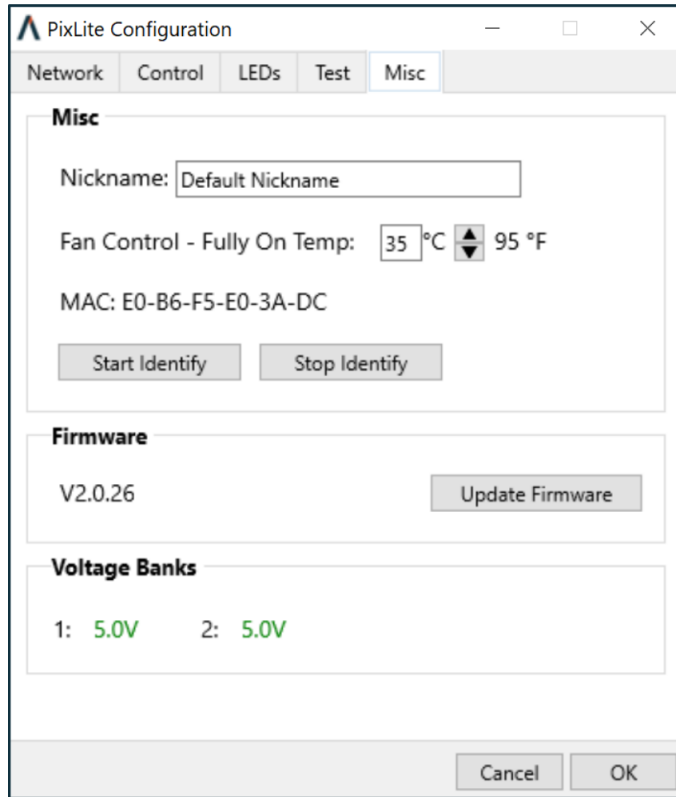 PixLite Configuration
Network Control LEDs Test Misc
Misc
Nickname: Default Nickname
Fan Control - Fully On Temp: 35 °C 95 °F
MAC: E0-B6-F5-E0-3A-DC
Start Identify Stop Identify
Firmware
V2.0.26 Update Firmware
Voltage Banks
1: 5.0V 2: 5.0V
Cancel OK